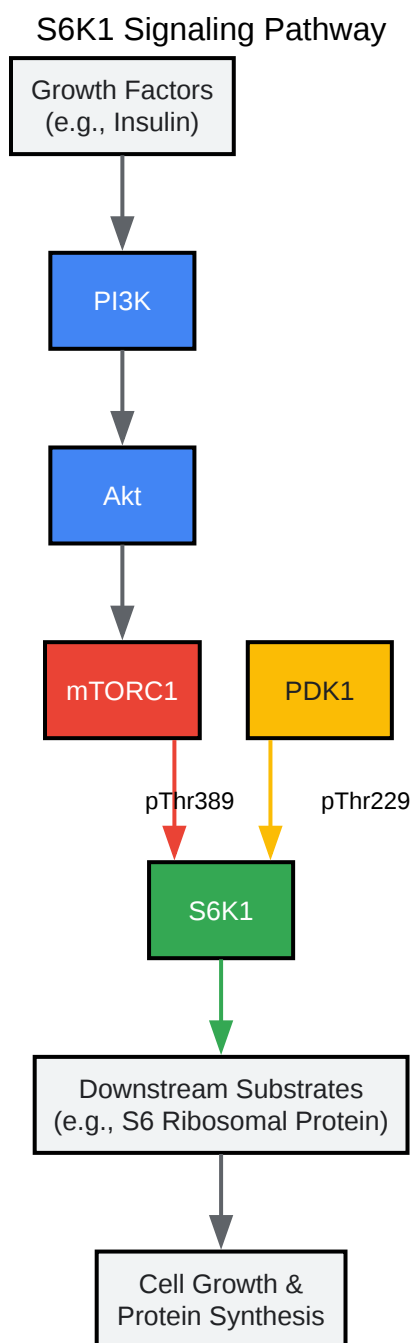 S6K1 Signaling Pathway
Growth Factors
(e.g., Insulin)
PI3K
Akt
mTORC1
PDK1
pThr389
pThr229
S6K1
Downstream Substrates
(e.g., S6 Ribosomal Protein)
Cell Growth &
Protein Synthesis